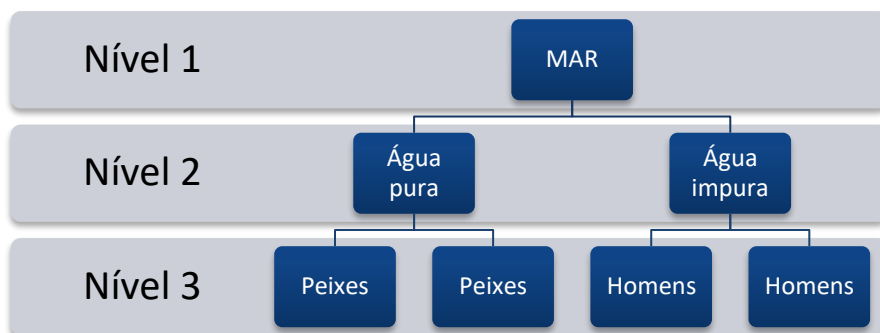 Nível 1
MAR
Nível 2
Água
pura
Água
impura
Nível 3
Peixes
Peixes
Homens
Homens